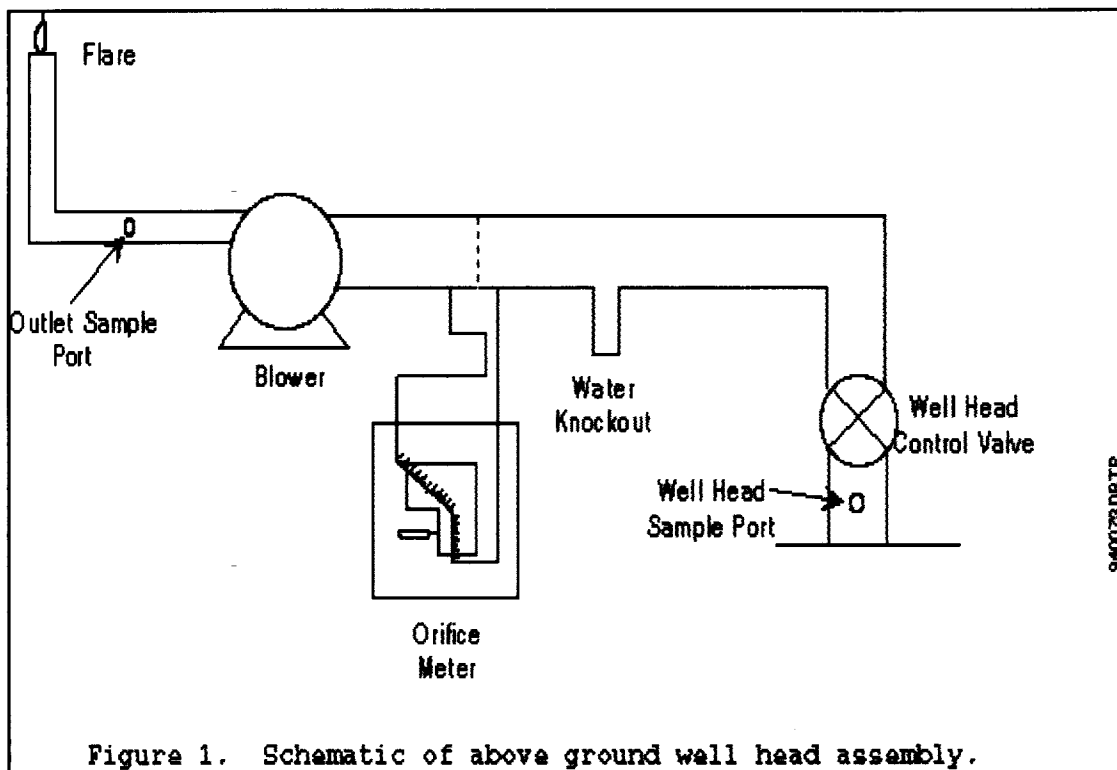 Flare
Outlet Sample
Port
Blower
Water
Knockout
Well Head
Control Valve
Well Head
Sample Port
Orifice
Meter
Figure 1. Schematic of above ground well head assembly.